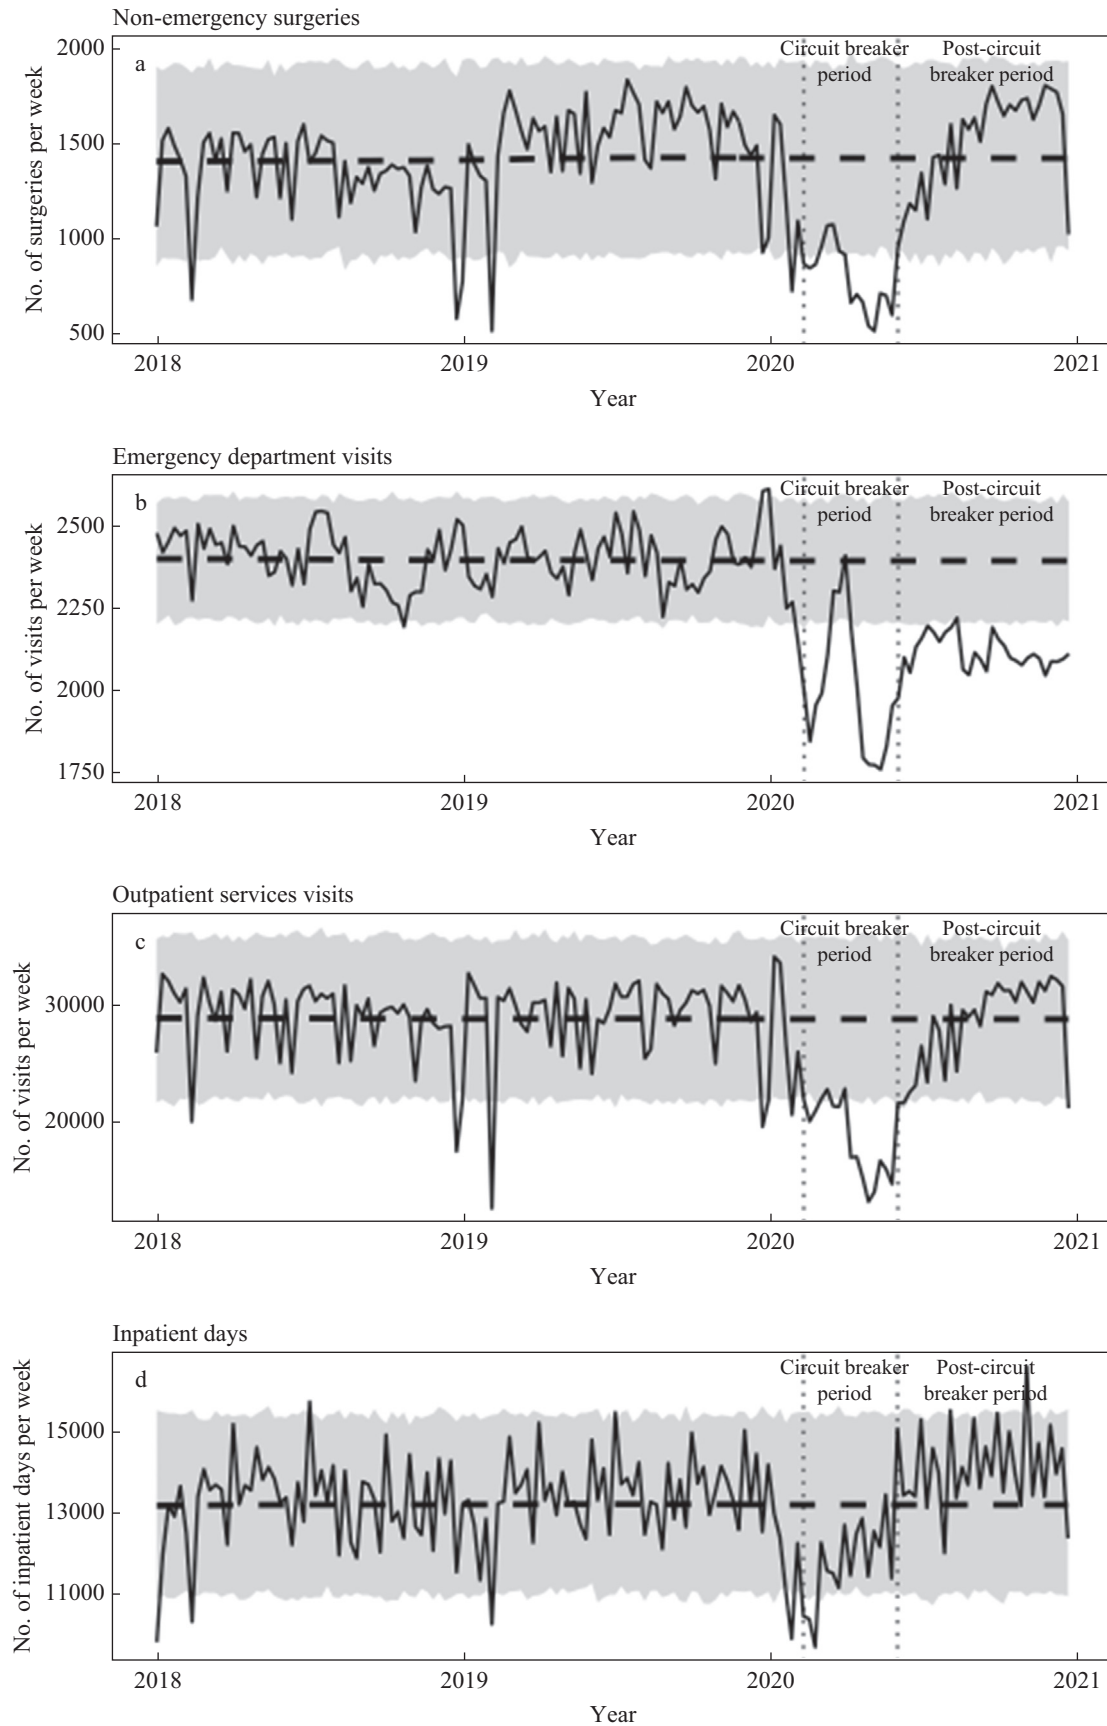 Non-emergency surgeries
a
Circuit breaker
period
Post-circuit
breaker period
No. of surgeries per week
2000
1500
1000
500
2018
2019
2020
2021
Year
Emergency department visits
b
Circuit breaker
period
Post-circuit
breaker period
No. of visits per week
2500
2250
2000
1750
2018
2019
2020
2021
Year
Outpatient services visits
c
Circuit breaker
period
Post-circuit
breaker period
No. of visits per week
30000
20000
2018
2019
2020
2021
Year
Inpatient days
d
Circuit breaker
period
Post-circuit
breaker period
No. of inpatient days per week
15000
13000
11000
2018
2019
2020
2021
Year